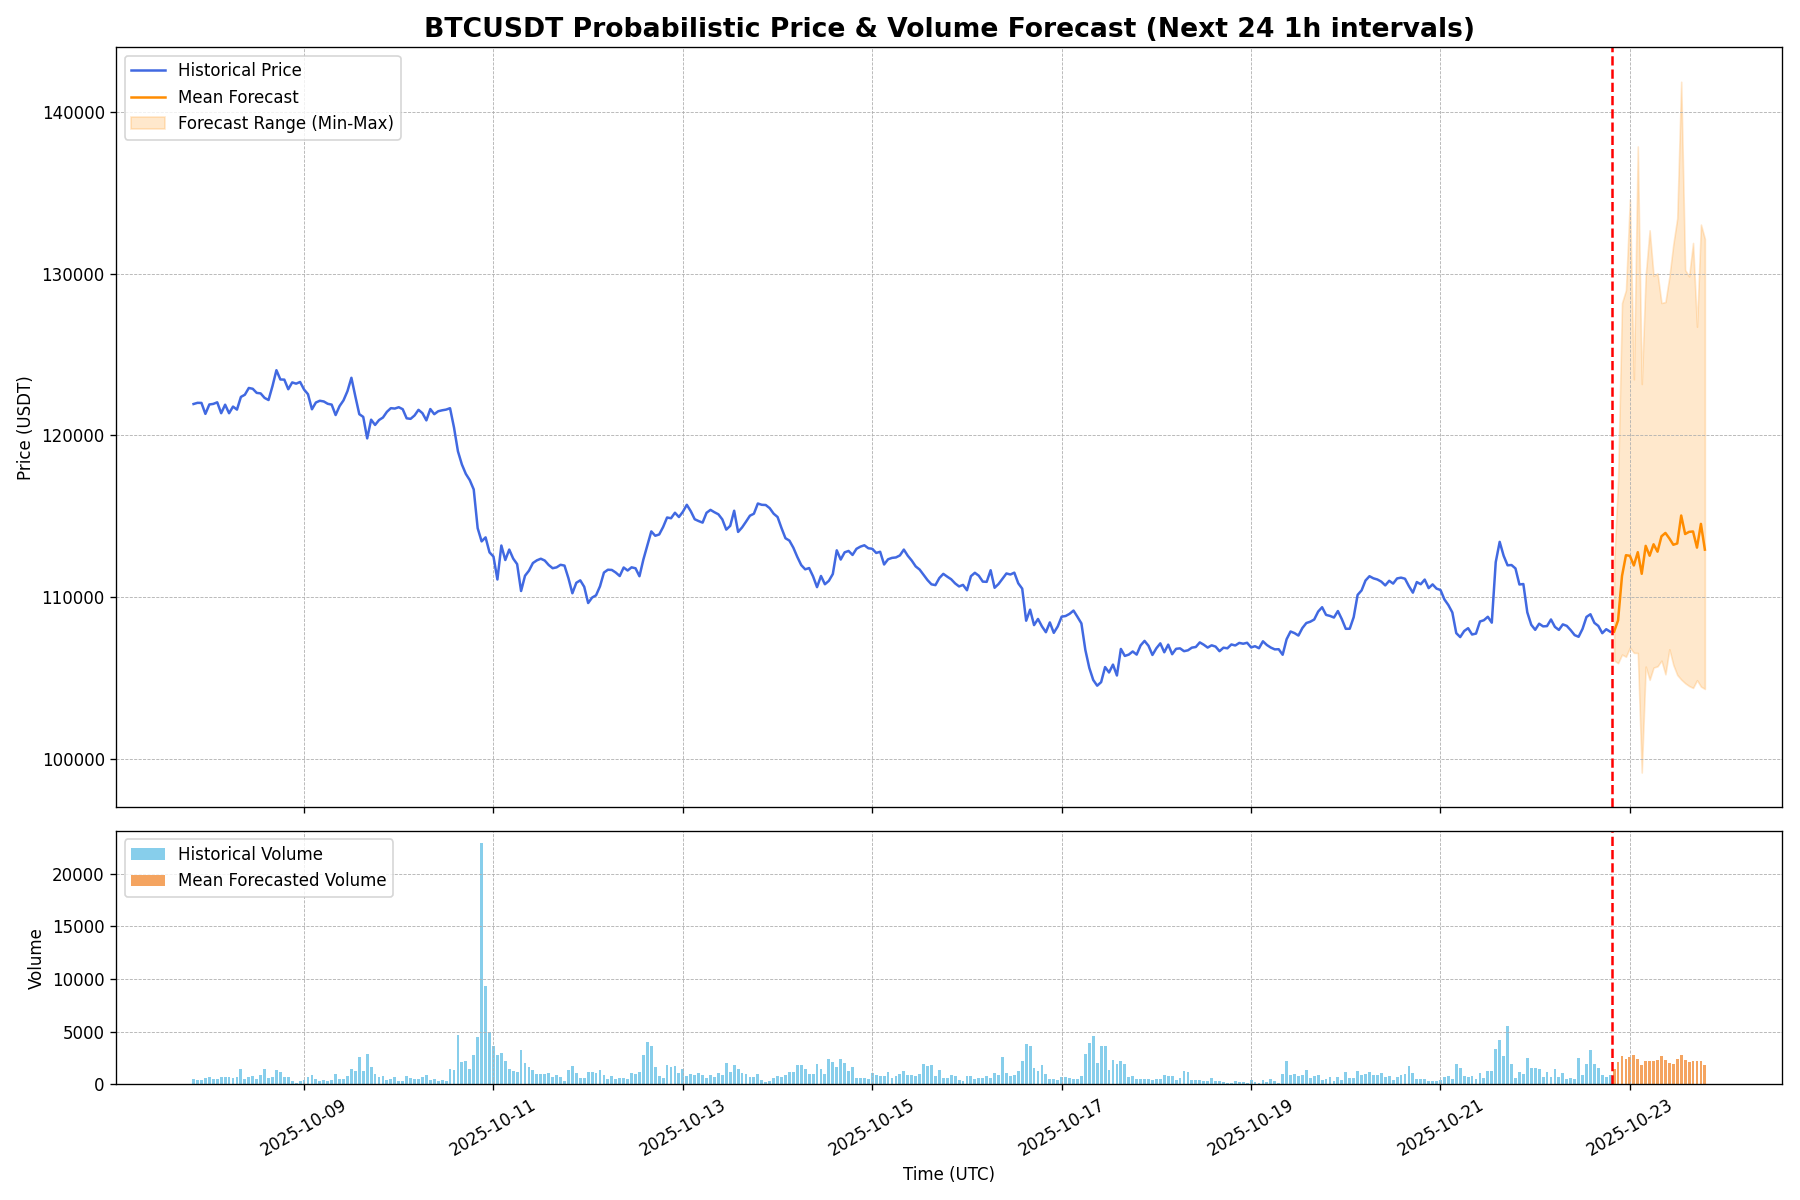 BTCUSDT Probabilistic Price & Volume Forecast (Next 24 1h intervals)
Historical Price
Mean Forecast
Forecast Range (Min-Max)
140000
130000
120000
110000
100000
Price (USDT)
Historical Volume
Mean Forecasted Volume
20000
15000
10000
5000
0
Volume
2025-10-09
2025-10-11
2025-10-13
2025-10-15
2025-10-17
2025-10-19
2025-10-21
2025-10-23
Time (UTC)